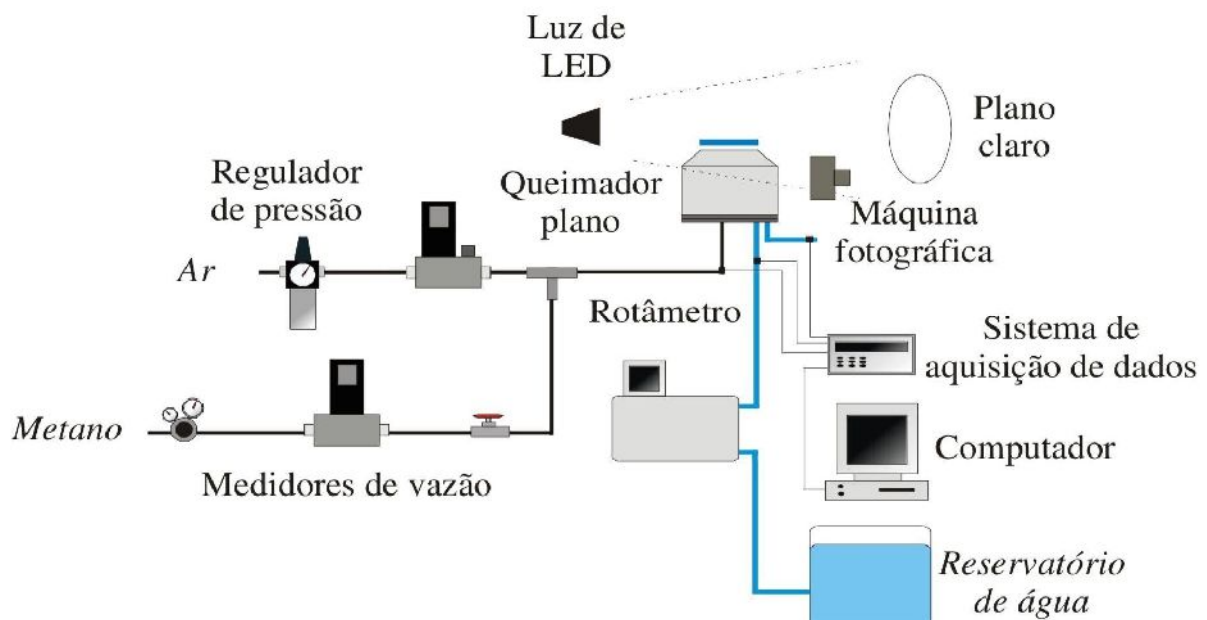 Luz de
LED
Plano
claro
Regulador
de pressão
Queimador
plano
Máquina
fotográfica
Ar
Rotâmetro
Sistema de
aquisição de dados
Metano
Computador
Medidores de vazão
Reservatório
de água